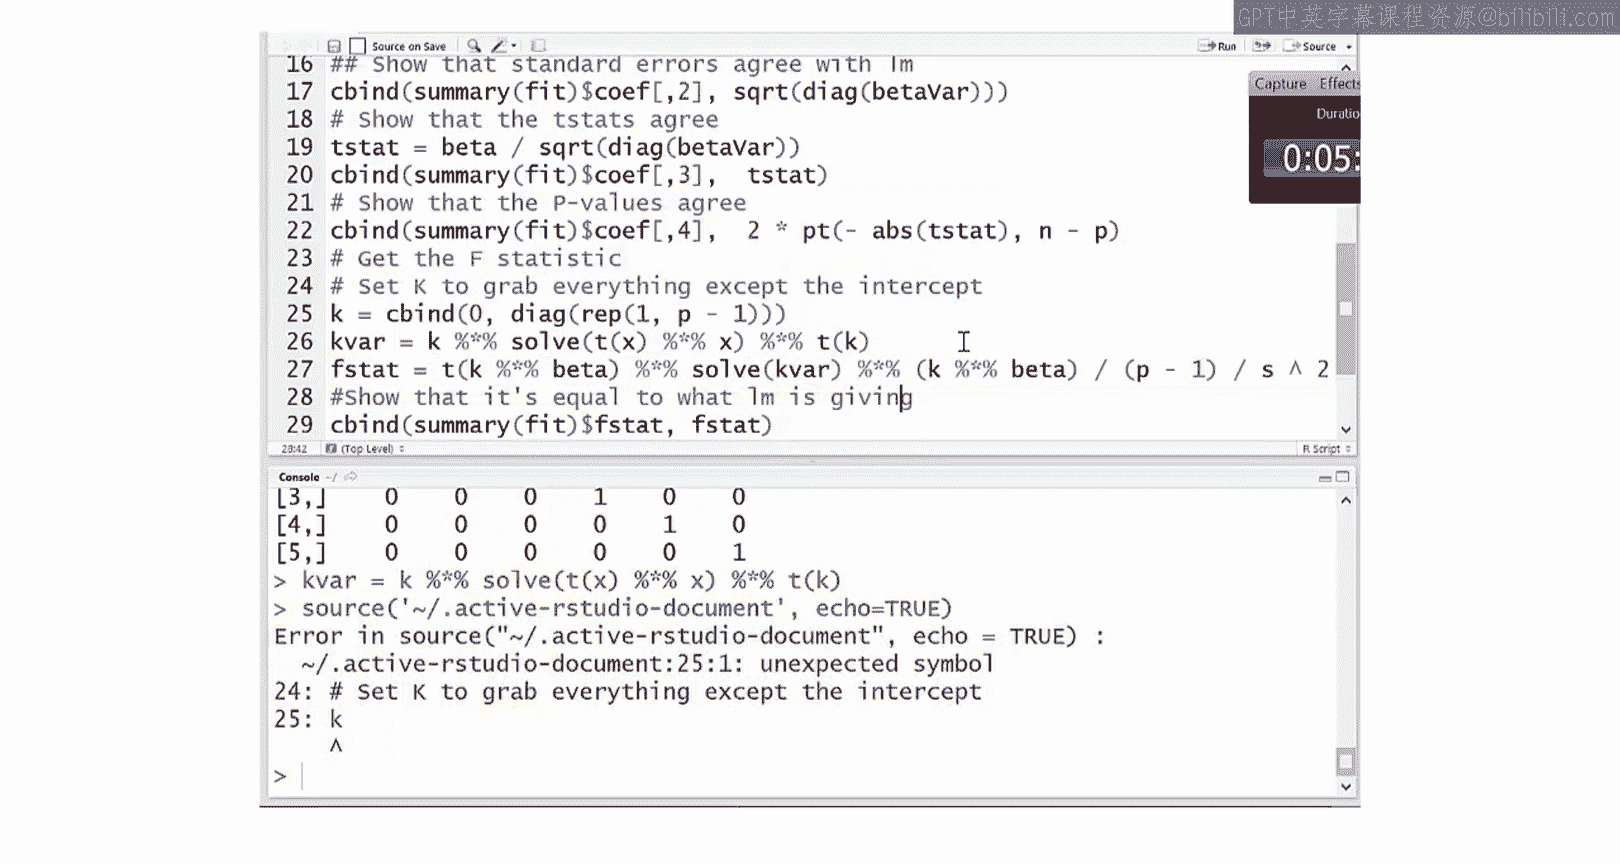 GPT中英字幕课程资源@bilibili.com
Source on Save
Run
Source
16 ## Show that standard errors agree with lm
17 cbind(summary(fit)$coef[,2], sqrt(diag(betaVar)))
18 # Show that the tstats agree
19 tstat = beta / sqrt(diag(betaVar))
20 cbind(summary(fit)$coef[,3],  tstat)
21 # Show that the P-values agree
22 cbind(summary(fit)$coef[,4],  2 * pt(- abs(tstat), n - p)
23 # Get the F statistic
24 # Set K to grab everything except the intercept
25 k = cbind(0, diag(rep(1, p - 1)))
26 kvar = k %*% solve(t(x) %*% x) %*% t(k)
27 fstat = t(k %*% beta) %*% solve(kvar) %*% (k %*% beta) / (p - 1) / s ^ 2
28 #Show that it's equal to what lm is giving
29 cbind(summary(fit)$fstat, fstat)
Capture Effects
Duratio
0:05:
28:42 (Top Level) R Script
Console ~/
[3,] 0 0 0 1 0 0
[4,] 0 0 0 0 1 0
[5,] 0 0 0 0 0 1
> kvar = k %*% solve(t(x) %*% x) %*% t(k)
> source('~/.active-rstudio-document', echo=TRUE)
Error in source("~/.active-rstudio-document", echo = TRUE) :
  ~/.active-rstudio-document:25:1: unexpected symbol
24: # Set K to grab everything except the intercept
25: k
    ^
>